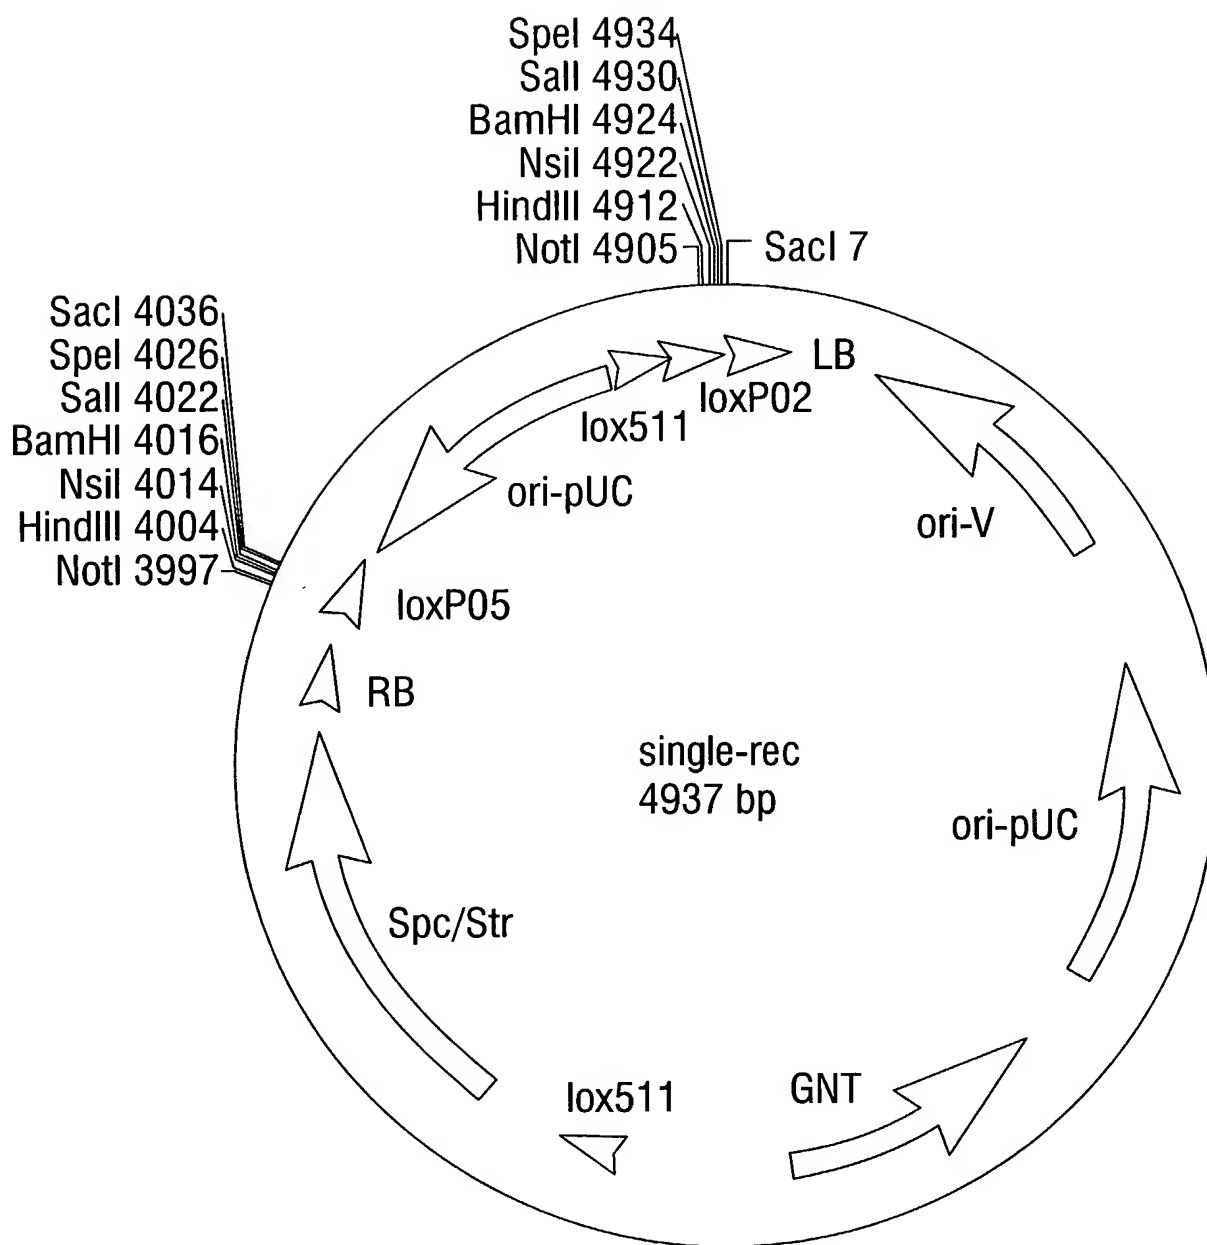 SpeI 4934
SalI 4930
BamHI 4924
NsiI 4922
HindIII 4912
NotI 4905
SacI 7
SacI 4036
SpeI 4026
SalI 4022
BamHI 4016
NsiI 4014
HindIII 4004
NotI 3997
LB
loxP02
lox511
ori-pUC
ori-V
loxP05
RB
single-rec
4937 bp
ori-pUC
Spc/Str
lox511
GNT